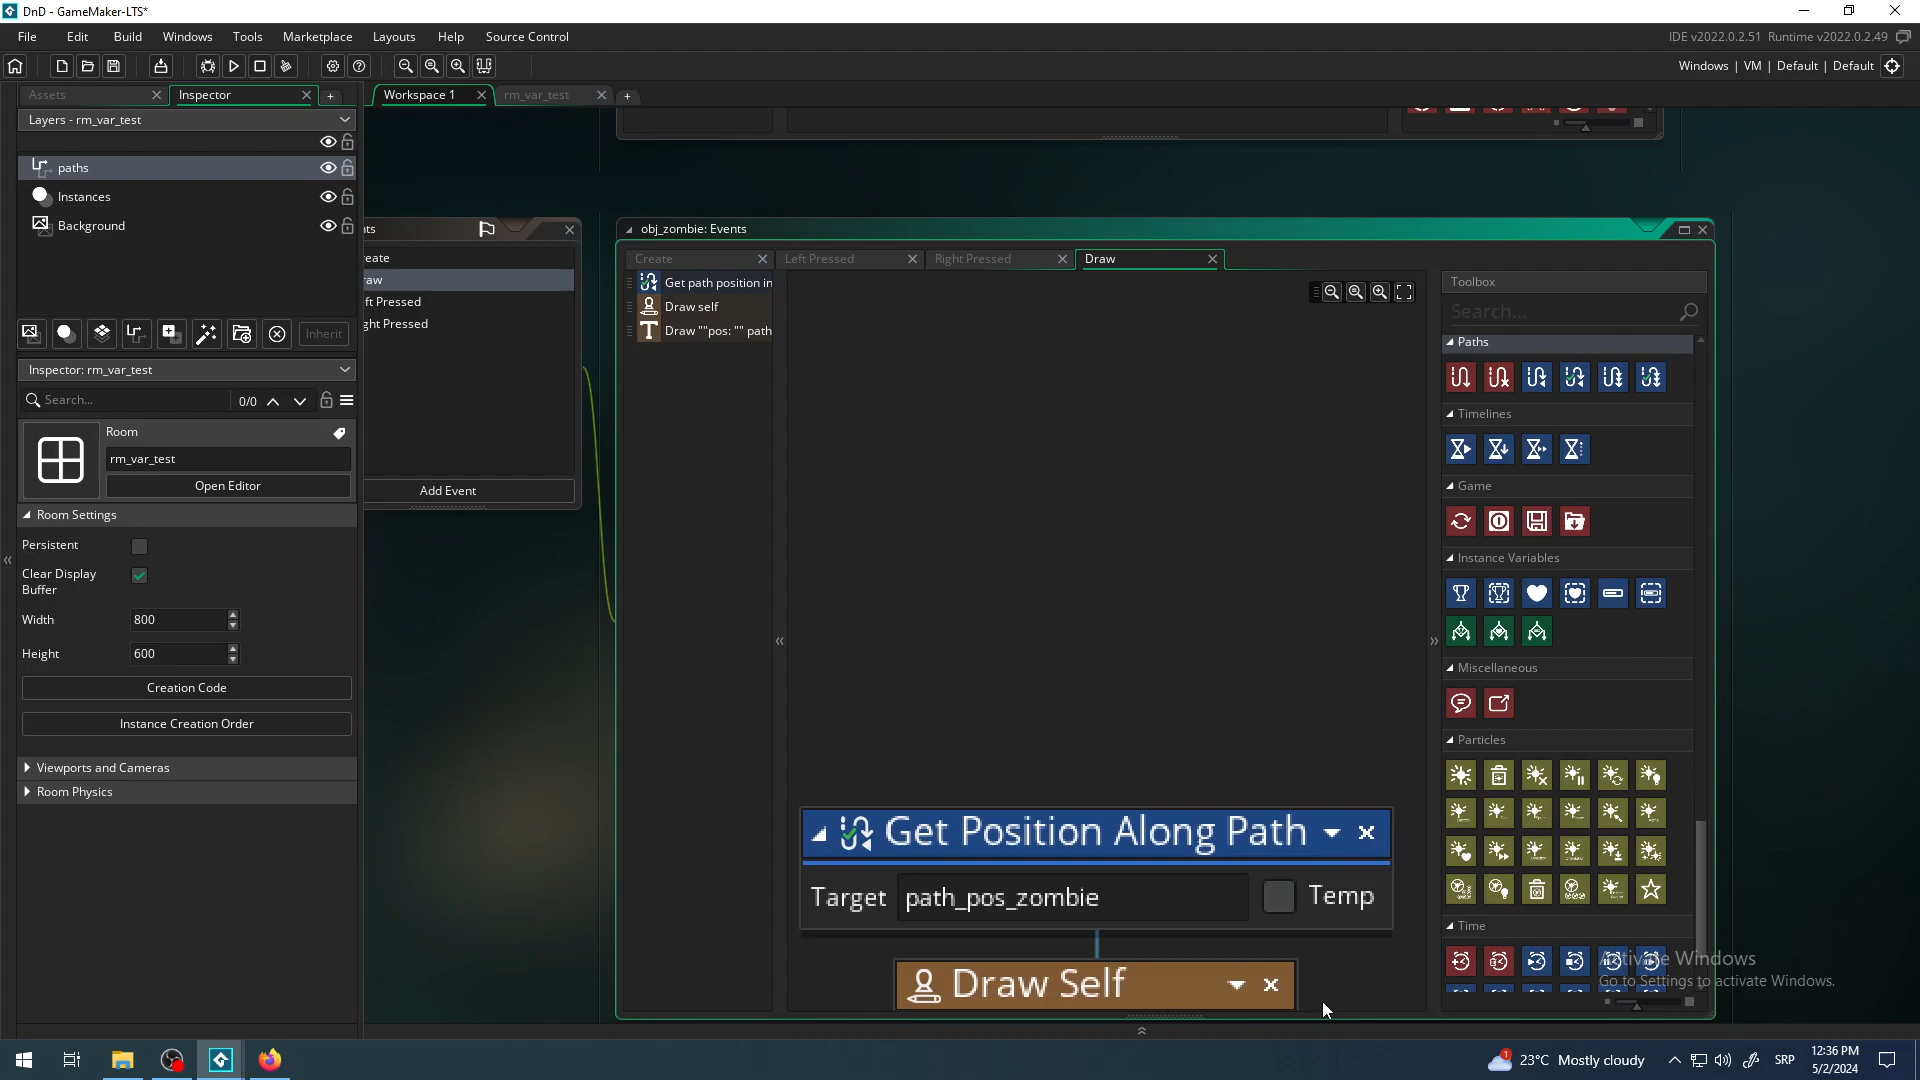 DnD - GameMaker-LTS*
File Edit Build Windows Tools Marketplace Layouts Help Source Control
IDE v2022.0.2.51 Runtime v2022.0.2.49
Windows | VM | Default | Default
Assets
Inspector
Workspace 1
rm_var_test
Layers - rm_var_test
paths
Instances
Background
Inherit
Inspector: rm_var_test
Search...
0/0
Room
rm_var_test
Open Editor
Room Settings
Persistent
Clear Display
Buffer
Width
800
Height
600
Creation Code
Instance Creation Order
Viewports and Cameras
Room Physics
nts
reate
raw
ft Pressed
ght Pressed
Add Event
obj_zombie: Events
Create
Left Pressed
Right Pressed
Draw
Get path position in
Draw self
Draw ""pos: "" path
Get Position Along Path
Target
path_pos_zombie
Temp
Draw Self
Toolbox
Search...
Paths
Timelines
Game
Instance Variables
Miscellaneous
Particles
Time
Activate Windows
Go to Settings to activate Windows.
1
23°C Mostly cloudy
SRP
12:36 PM
5/2/2024